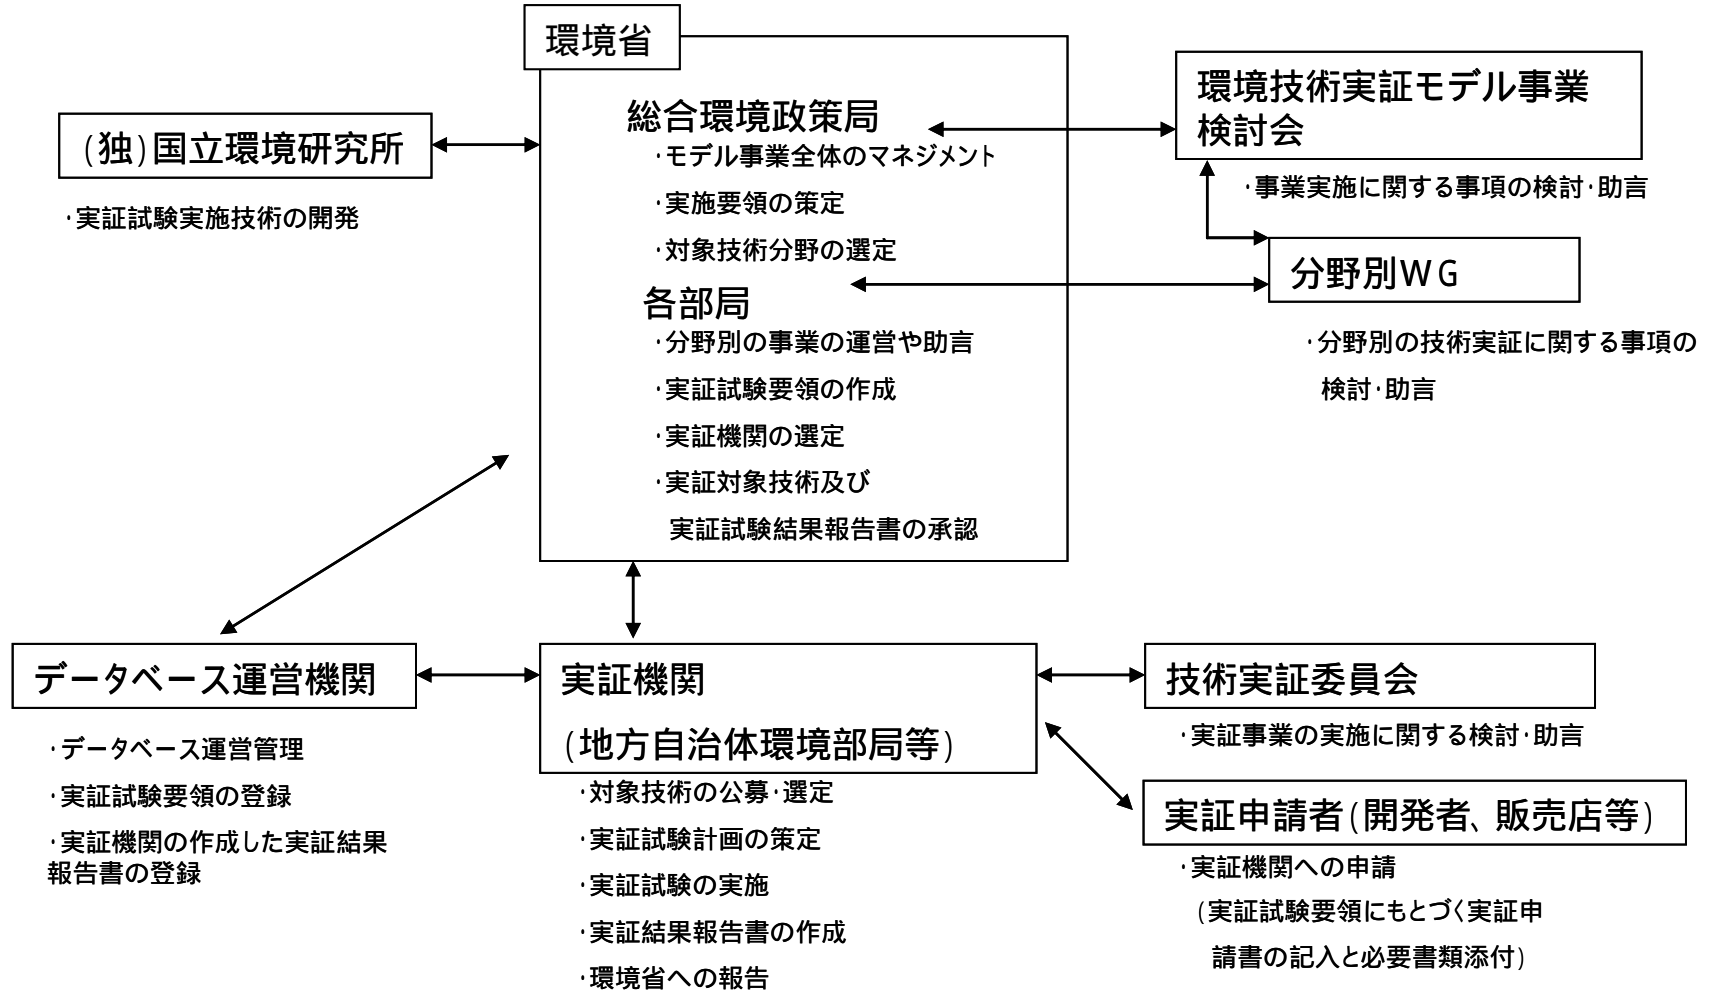 環境省
総合環境政策局
・モデル事業全体のマネジメント
・実施要領の策定
・対象技術分野の選定
各部局
・分野別の事業の運営や助言
・実証試験要領の作成
・実証機関の選定
・実証対象技術及び
実証試験結果報告書の承認
(独)国立環境研究所
・実証試験実施技術の開発
環境技術実証モデル事業
検討会
・事業実施に関する事項の検討・助言
分野別WG
・分野別の技術実証に関する事項の
検討・助言
データベース運営機関
・データベース運営管理
・実証試験要領の登録
・実証機関の作成した実証結果
報告書の登録
実証機関
(地方自治体環境部局等)
・対象技術の公募・選定
・実証試験計画の策定
・実証試験の実施
・実証結果報告書の作成
・環境省への報告
技術実証委員会
・実証事業の実施に関する検討・助言
実証申請者(開発者、販売店等)
・実証機関への申請
(実証試験要領にもとづく実証申
請書の記入と必要書類添付)